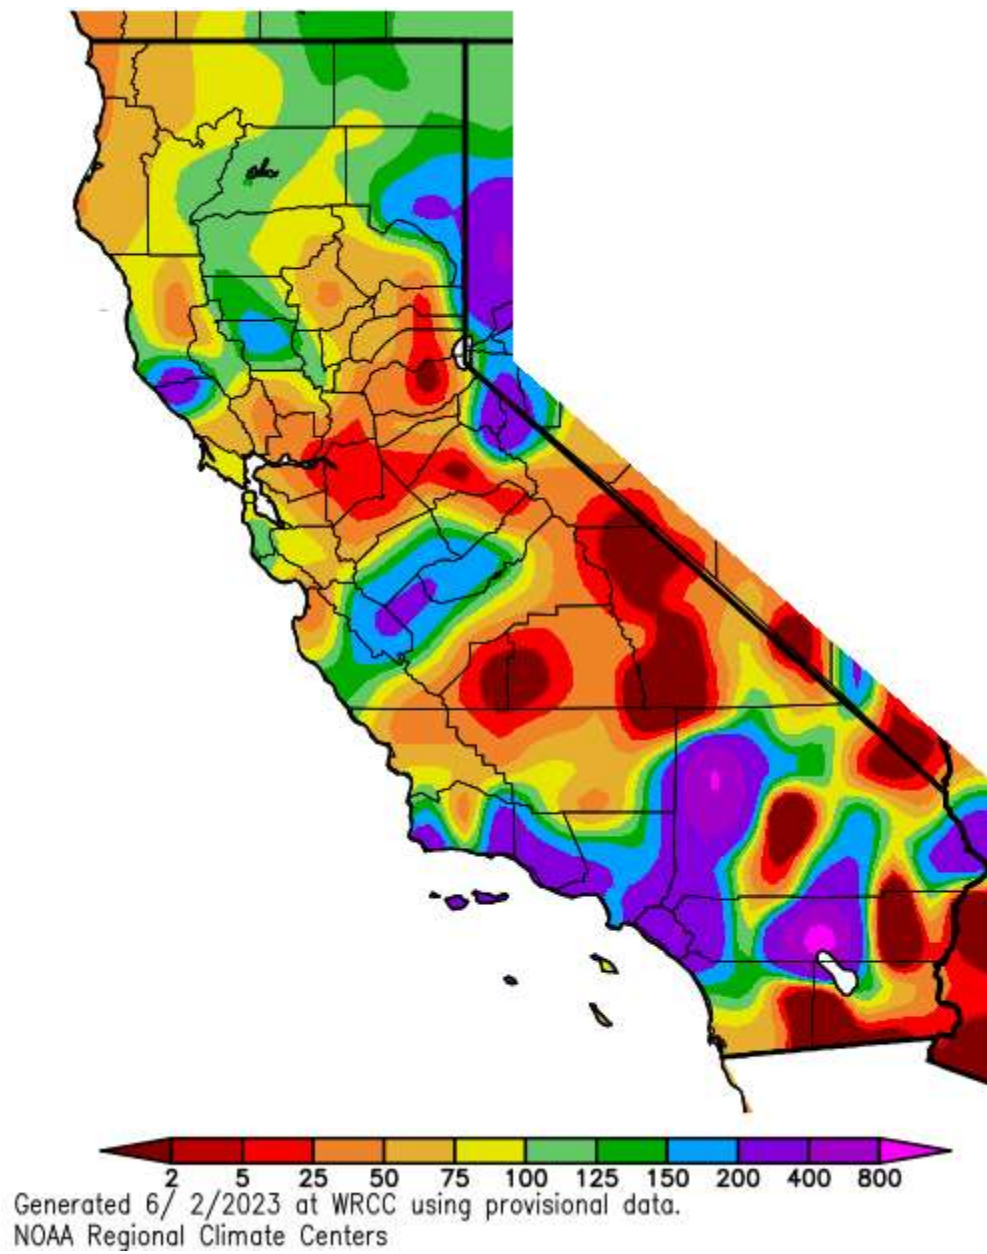 2 5 25 50 75 100 125 150 200 400 800
Generated 6/ 2/2023 at WRCC using provisional data.
NOAA Regional Climate Centers